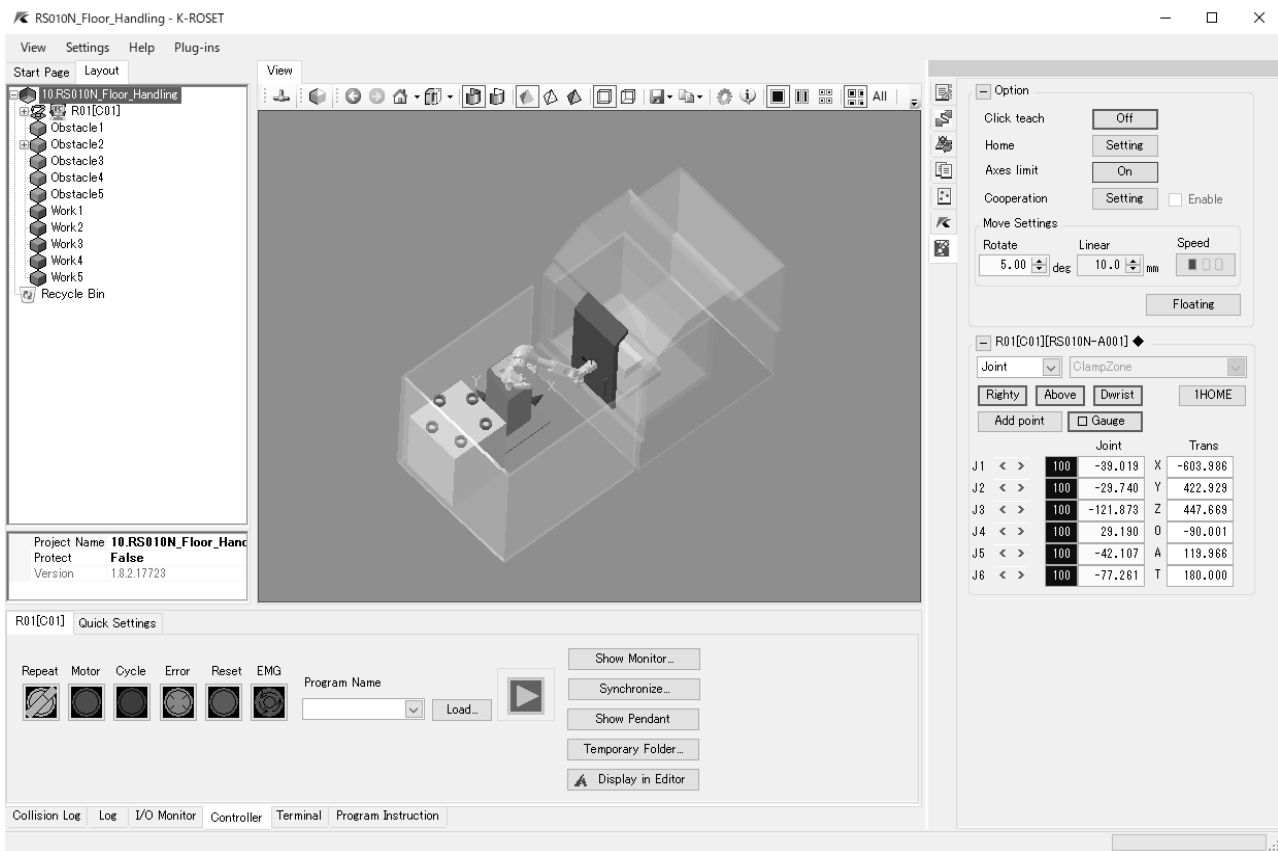 RS010N_Floor_Handling - K-ROSET
View Settings Help Plug-ins
Start Page Layout
10.RS010N_Floor_Handling
R01[C01]
Obstacle1
Obstacle2
Obstacle3
Obstacle4
Obstacle5
Work1
Work2
Work3
Work4
Work5
Recycle Bin
Project Name 10.RS010N_Floor_Hand
Protect False
Version 1.8.2.17723
View
All
Y X
Option
Click teach Off
Home Setting
Axes limit On
Cooperation Setting Enable
Move Settings
Rotate Linear Speed
5.00 deg 10.0 mm
Floating
R01[C01][RS010N-A001]
Joint ClampZone
Righty Above Dwrist 1HOME
Add point Gauge
Joint Trans
J1 < > 100 -39.019 X -603.986
J2 < > 100 -29.740 Y 422.929
J3 < > 100 -121.873 Z 447.669
J4 < > 100 29.190 O -90.001
J5 < > 100 -42.107 A 119.966
J6 < > 100 -77.261 T 180.000
R01[C01] Quick Settings
Repeat Motor Cycle Error Reset EMG
Program Name
Load...
Show Monitor...
Synchronize...
Show Pendant
Temporary Folder...
Display in Editor
Collision Log Log I/O Monitor Controller Terminal Program Instruction